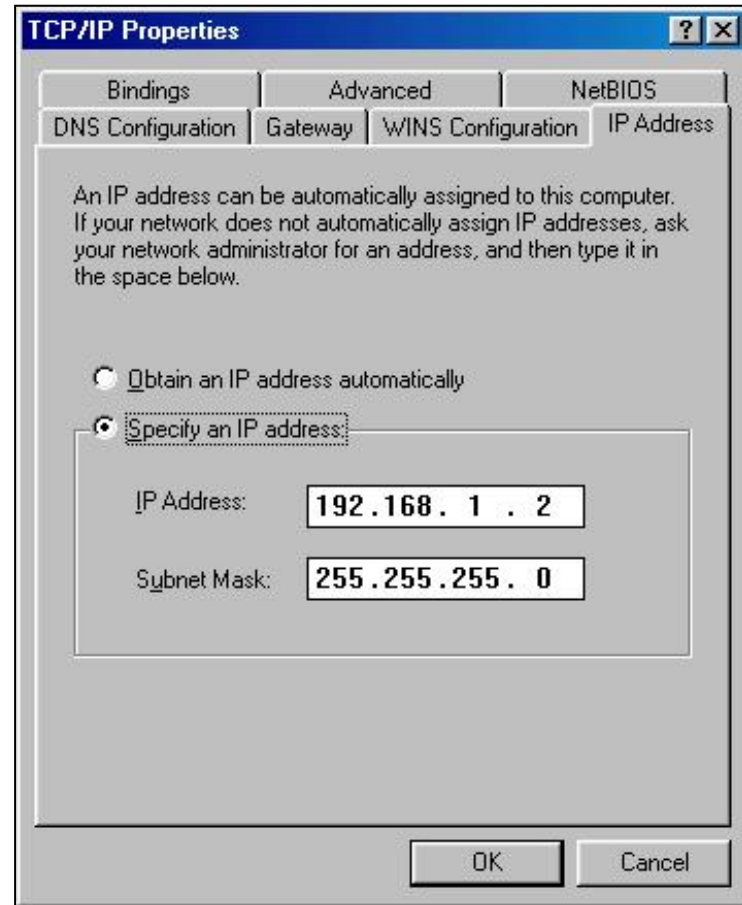 TCP/IP Properties
Bindings Advanced NetBIOS
DNS Configuration Gateway WINS Configuration IP Address
An IP address can be automatically assigned to this computer.
If your network does not automatically assign IP addresses, ask
your network administrator for an address, and then type it in
the space below.
Obtain an IP address automatically
Specify an IP address:
IP Address: 192.168. 1 . 2
Subnet Mask: 255.255.255. 0
OK Cancel